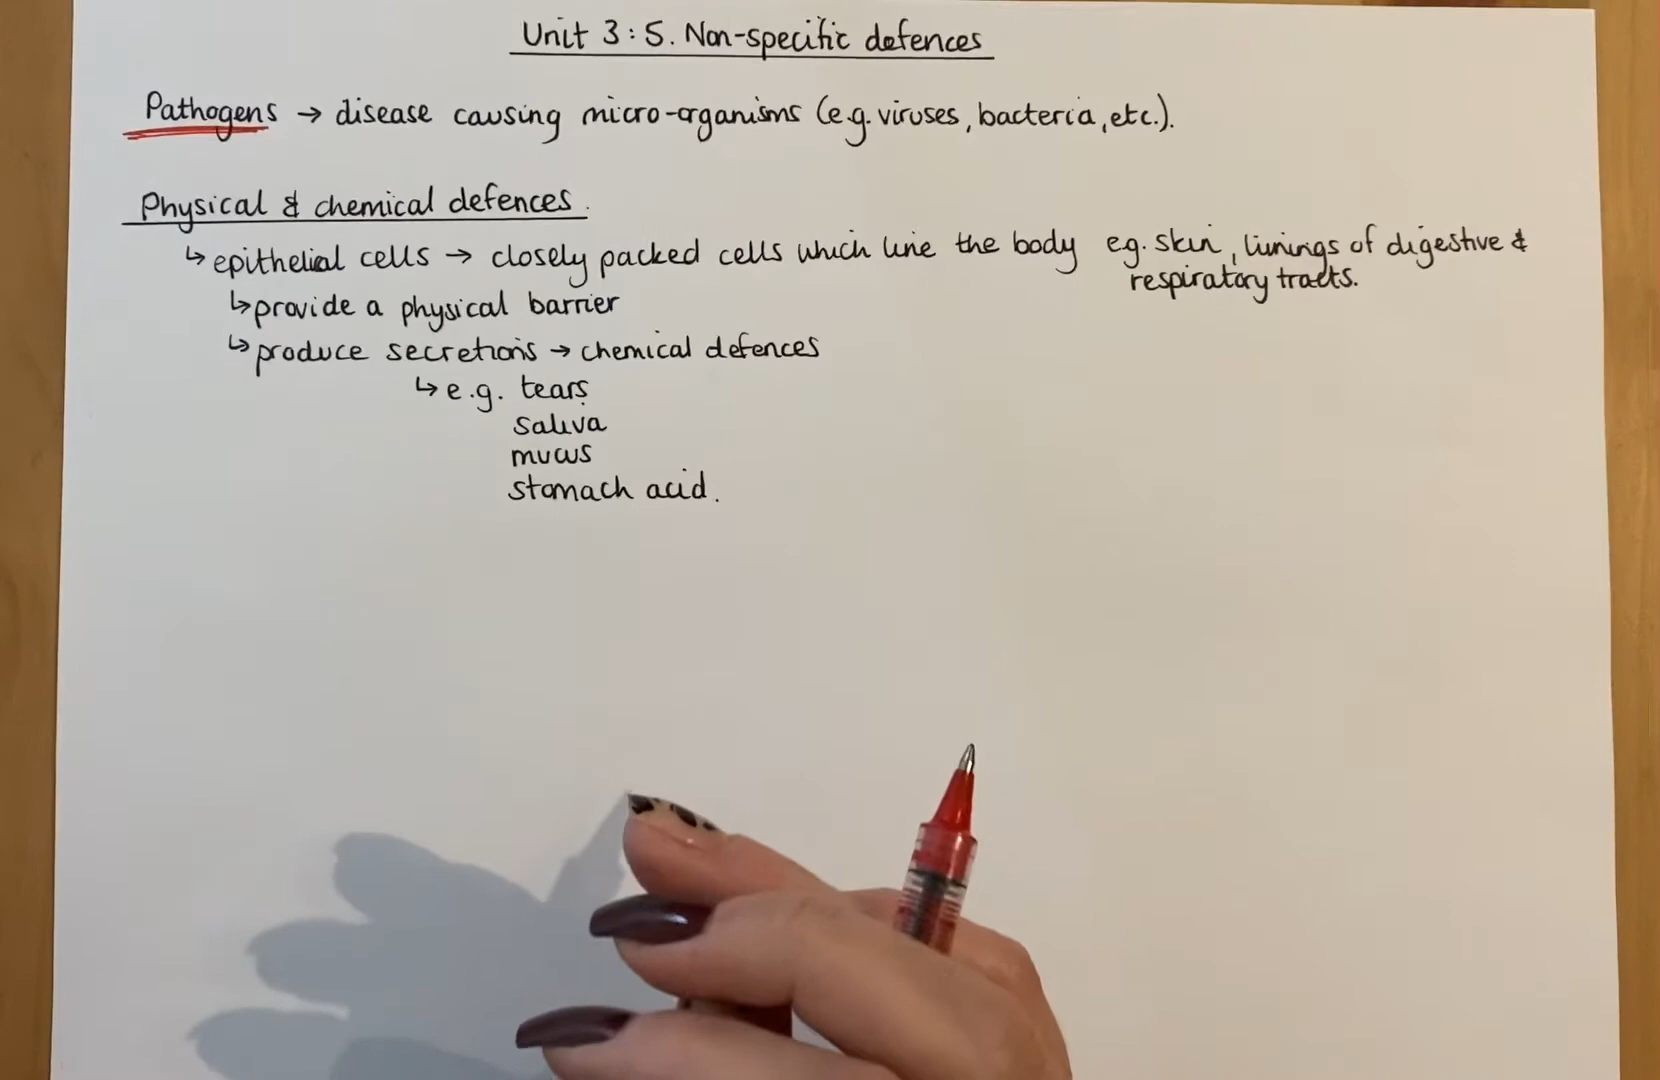 Unit 3:5. Non-specific defences
Pathogens → disease causing micro-organisms (e.g. viruses, bacteria, etc.).
Physical & chemical defences.
↳ epithelial cells → closely packed cells which line the body eg. skin, linings of digestive &
respiratory tracts.
↳ provide a physical barrier
↳ produce secretions → chemical defences
↳ e.g. tears
saliva
mucus
stomach acid.